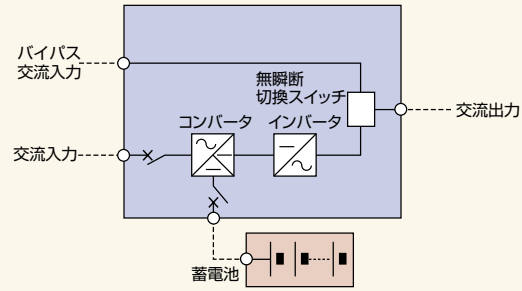 バイパス
交流入力
無瞬断
切換スイッチ
コンバータ
インバータ
交流出力
交流入力
蓄電池